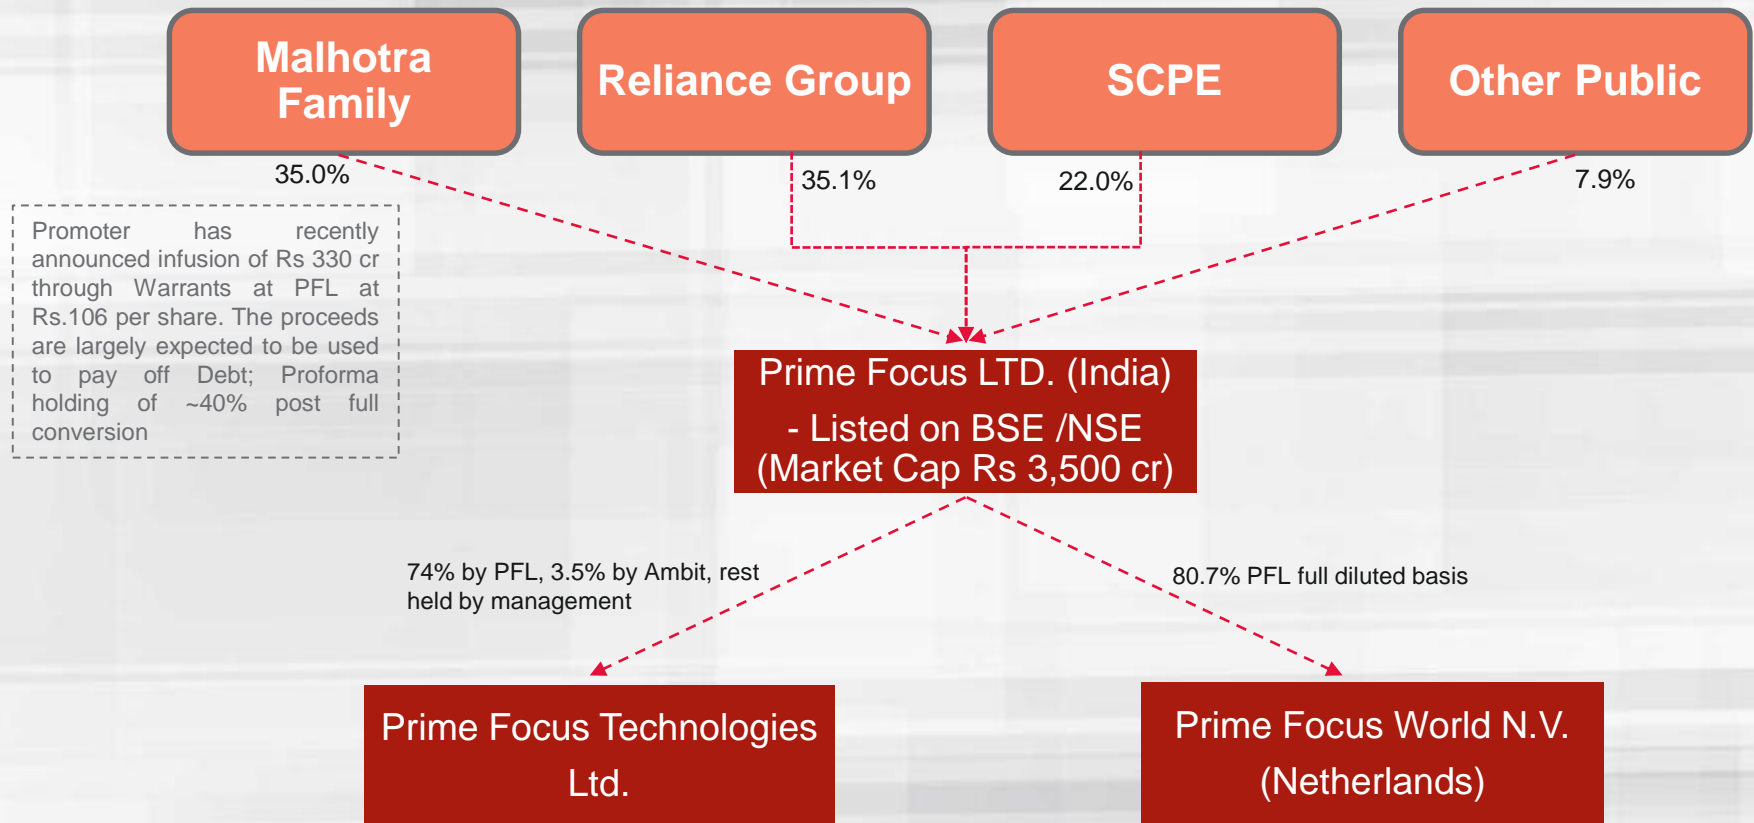 Malhotra
Family
Reliance Group
SCPE
Other Public
35.0%
35.1%
22.0%
7.9%
Promoter has recently
announced infusion of Rs 330 cr
through Warrants at PFL at
Rs.106 per share. The proceeds
are largely expected to be used
to pay off Debt; Proforma
holding of ~40% post full
conversion
Prime Focus LTD. (India)
- Listed on BSE /NSE
(Market Cap Rs 3,500 cr)
74% by PFL, 3.5% by Ambit, rest
held by management
80.7% PFL full diluted basis
Prime Focus Technologies
Ltd.
Prime Focus World N.V.
(Netherlands)